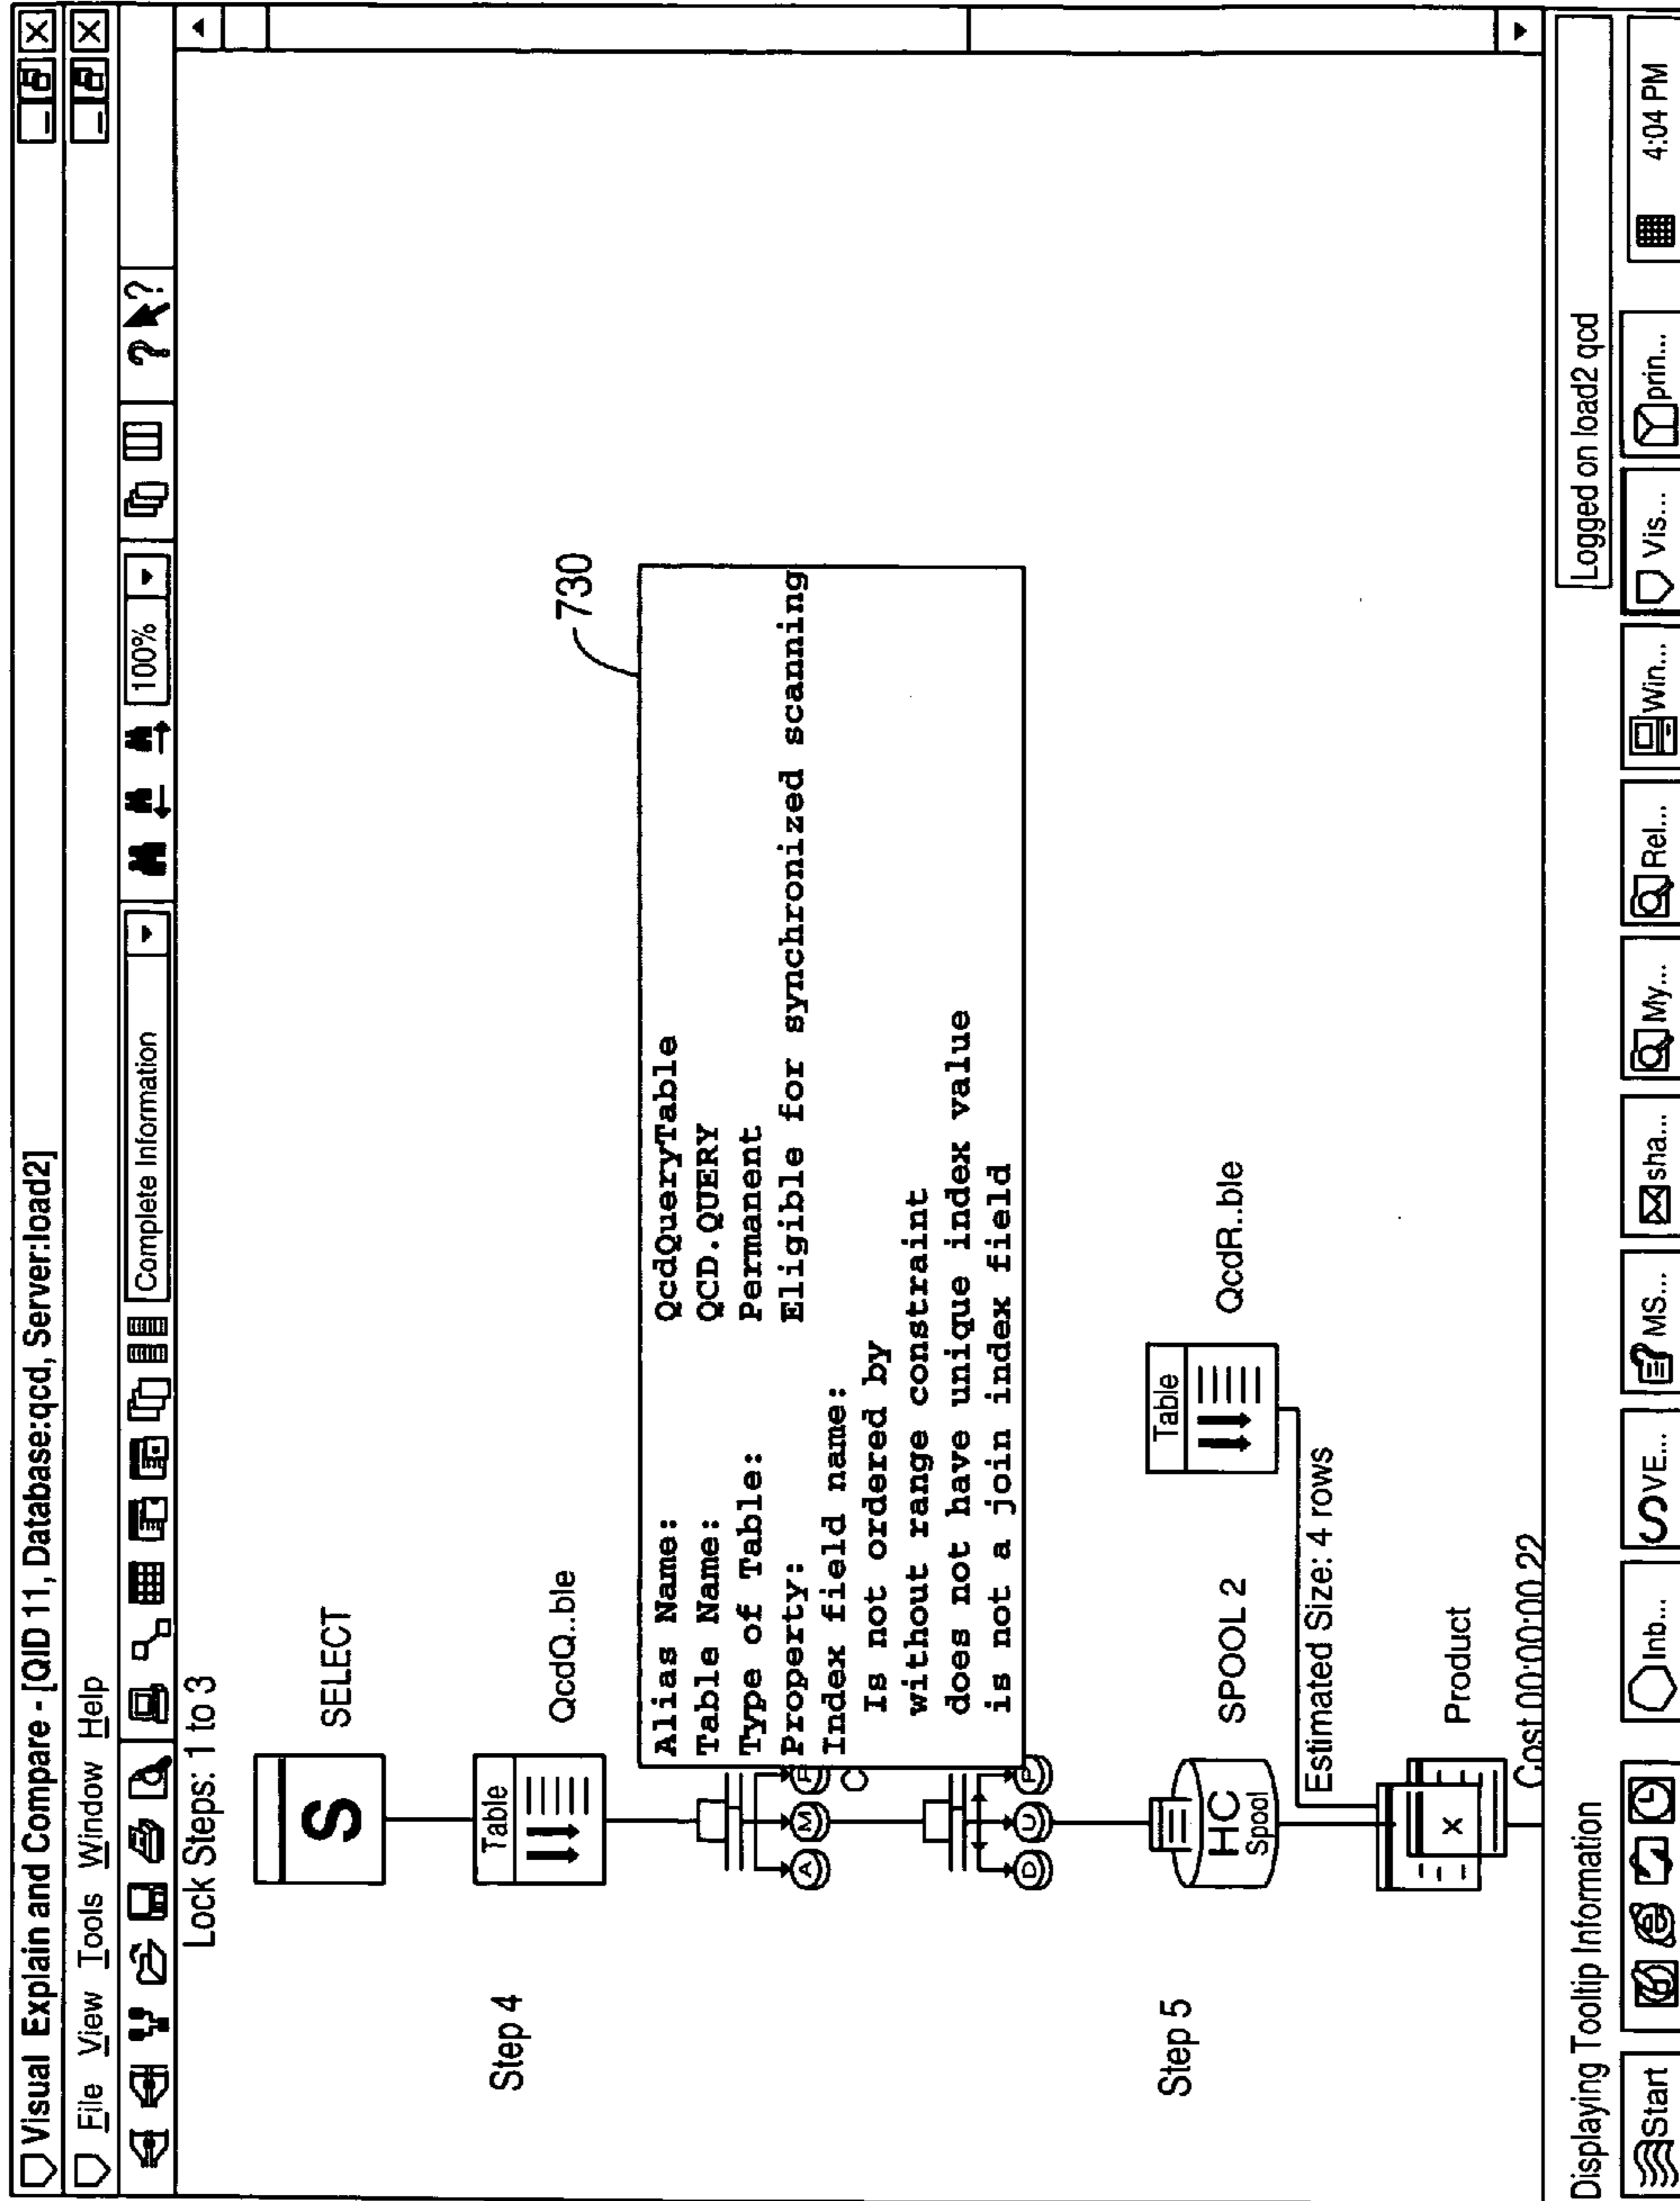 Visual Explain and Compare - [QID 11, Database:qcd, Server:load2]
File View Tools Window Help
Complete Information
100%
?
?
Lock Steps: 1 to 3
S
SELECT
Step 4
Table
QcdQ..ble
730
Alias Name: QcdQueryTable
Table Name: QCD.QUERY
Type of Table: Permanent
Property: Eligible for synchronized scanning
Index field name:
Is not ordered by
without range constraint
does not have unique index value
is not a join index field
A M P
C
D U P
Step 5
HC
Spool
SPOOL 2
Table
QcdR..ble
Estimated Size: 4 rows
x
Product
Cost 00:00:00.22
Displaying Tooltip Information
Logged on load2 qcd
Start
Inb...
VE...
MS...
sha...
My...
Rel...
Win...
Vis...
prin...
4:04 PM